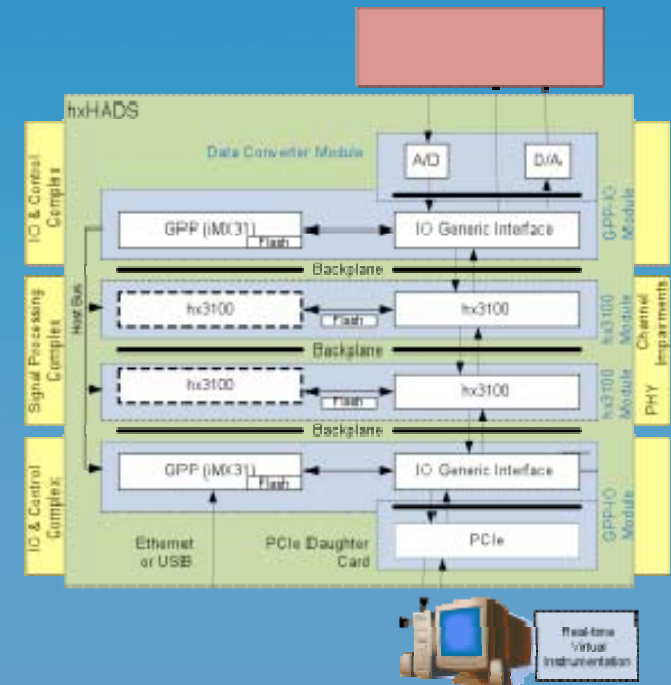 hxHADS
IO & Control
Complex
Data Converter Module
A/D
D/A
GPP (iMX31)
Flash
IO Generic Interface
GPP-IO
Module
Backplane
Host Bus
Signal Processing
Complex
hx3100
Flash
hx3100
hx3100
Module
Backplane
hx3100
Flash
hx3100
hx3100
Module
Channel
Impairments
PHY
Backplane
IO & Control
Complex
GPP (iMX31)
Flash
IO Generic Interface
GPP-IO
Module
Ethernet
or USB
PCIe Daughter
Card
PCIe
Real-time
Virtual
Instrumentation